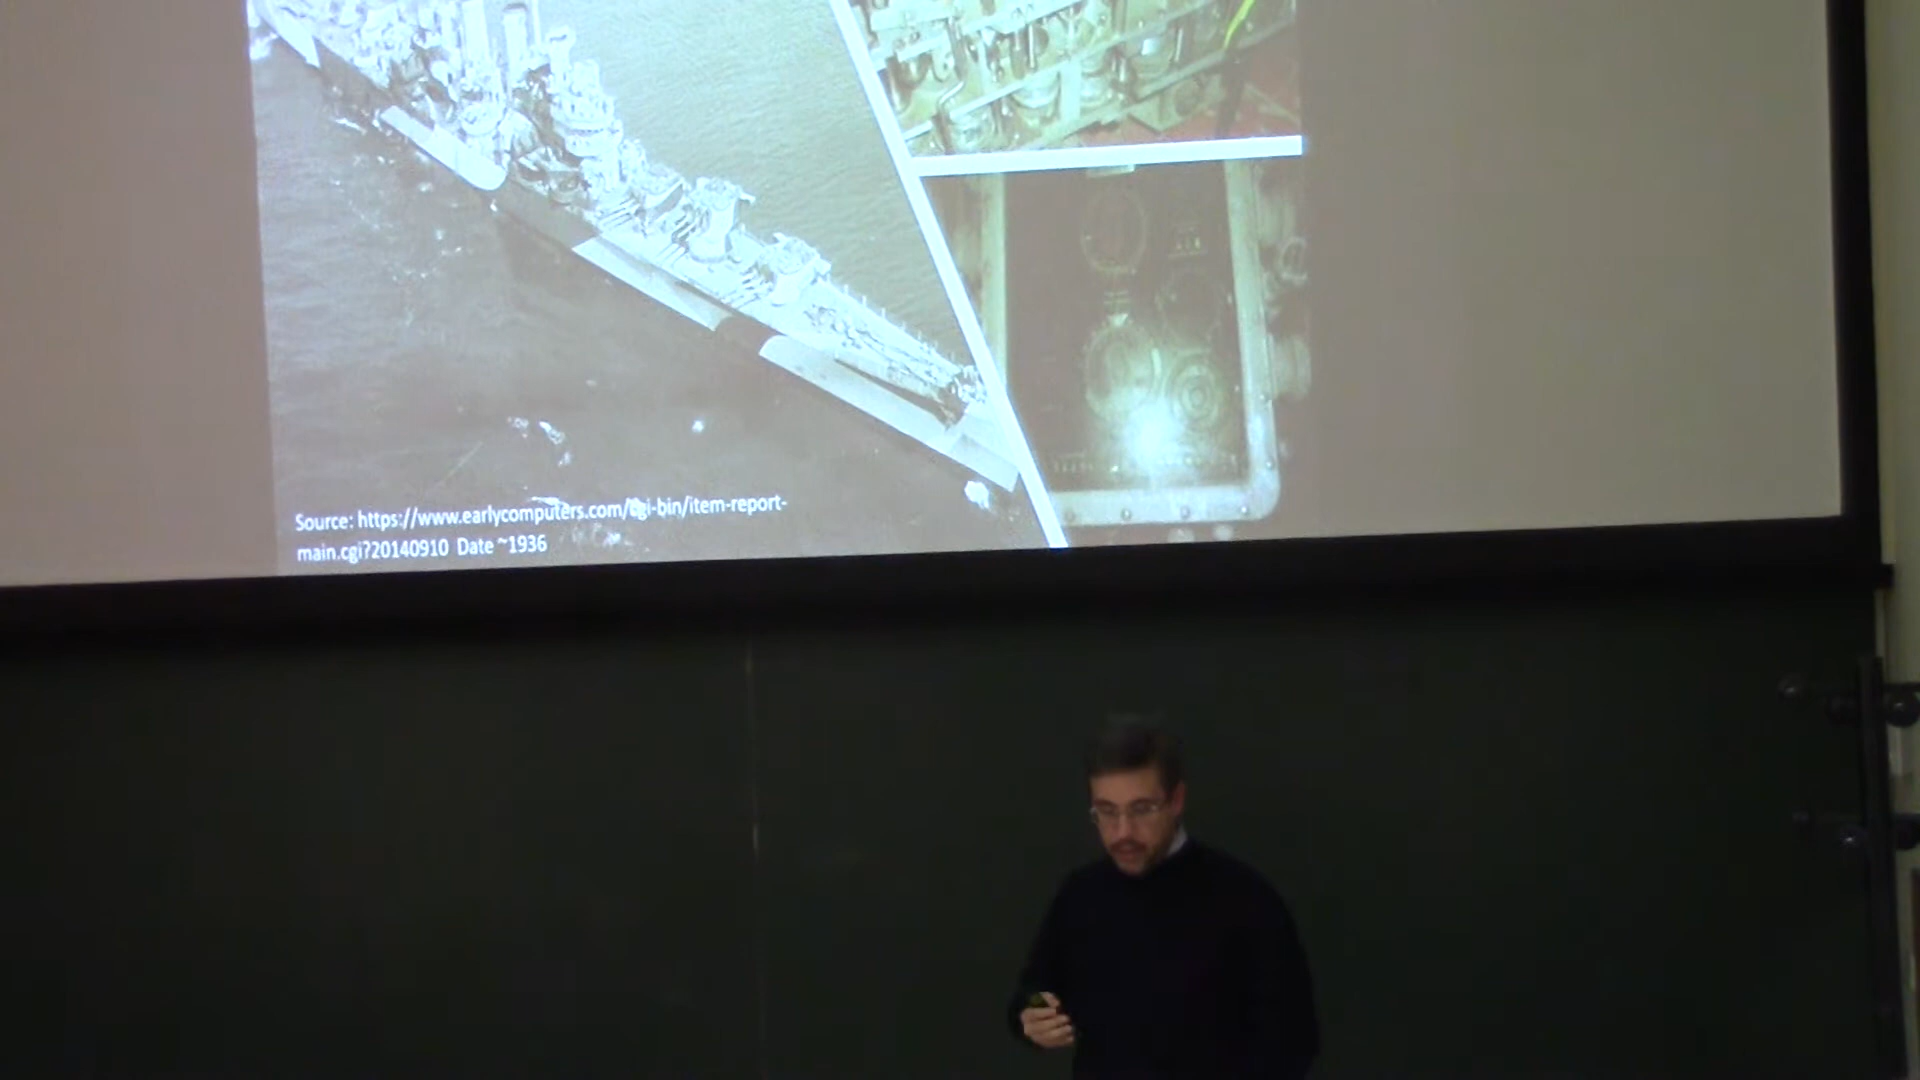 Source: https://www.earlycomputers.com/cgi-bin/item-report-
main.cgi?20140910 Date ~1936